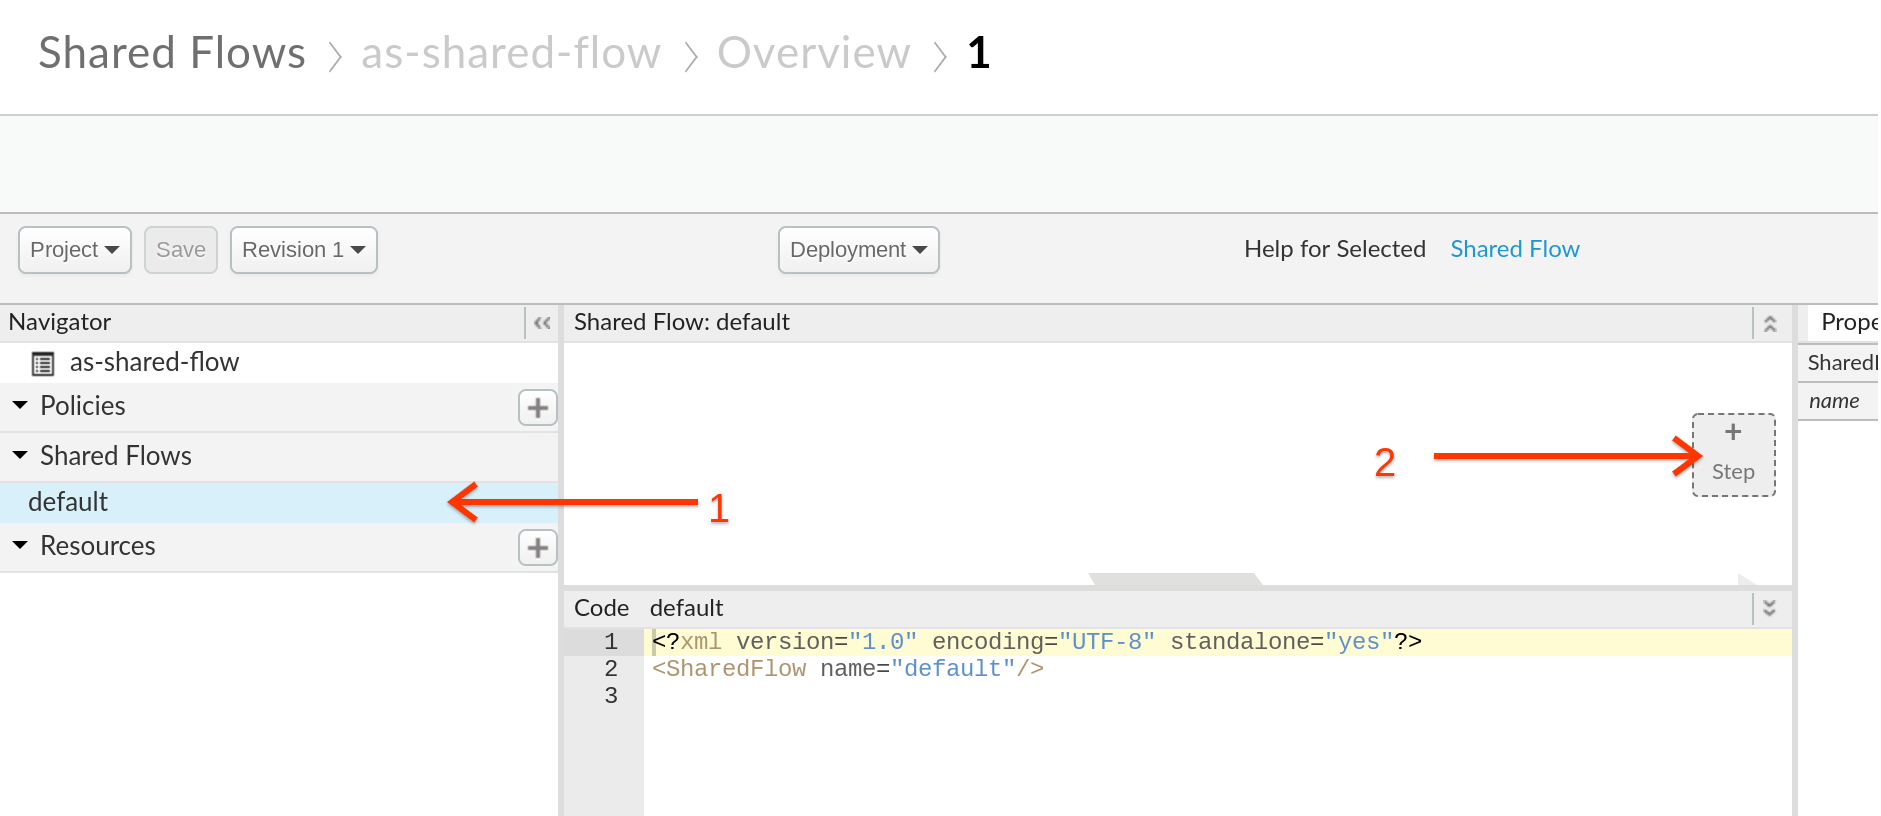 Shared Flows > as-shared-flow > Overview > 1
Project Save Revision 1 Deployment Help for Selected Shared Flow
Navigator
as-shared-flow
Policies
Shared Flows
default
Resources
Shared Flow: default
1
2
+
Step
Code default
1 <?xml version="1.0" encoding="UTF-8" standalone="yes"?>
2 <SharedFlow name="default"/>
3
Prope
Shared
name